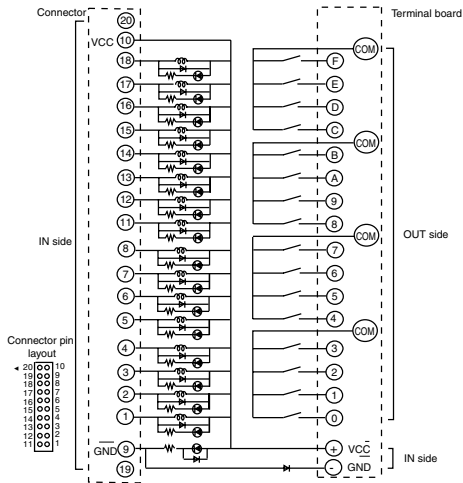 Connector
Terminal board
20
VCC 10
COM
18
F
17
E
16
D
15
C
COM
14
B
13
A
12
9
11
8
COM
IN side
OUT side
8
7
7
6
6
5
5
4
COM
Connector pin
layout
4
3
3
2
2
1
1
0
20 10
19 9
18 8
17 7
16 6
15 5
14 4
13 3
12 2
11 1
GND 9
+ VCC
19
- GND
IN side